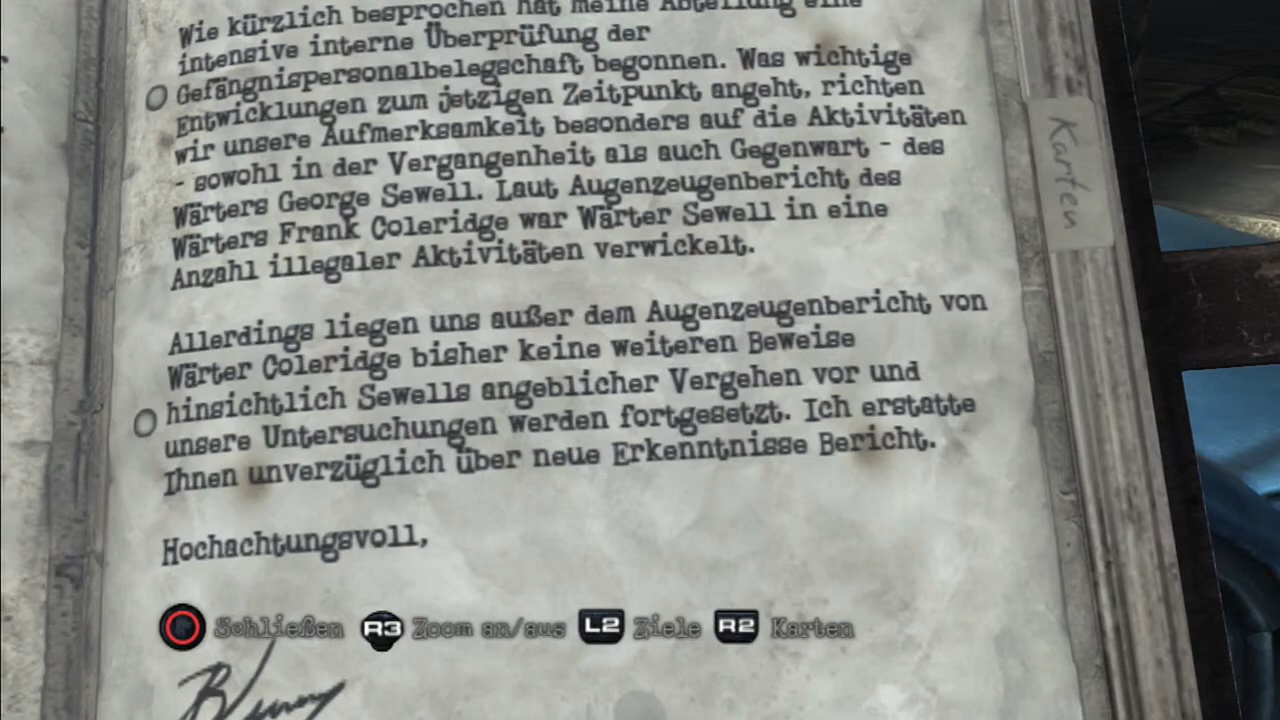 Wie kürzlich besprochen hat meine Abteilung eine
intensive interne Überprüfung der
Gefängnispersonalbelegschaft begonnen. Was wichtige
Entwicklungen zum jetzigen Zeitpunkt angeht, richten
wir unsere Aufmerksamkeit besonders auf die Aktivitäten
- sowohl in der Vergangenheit als auch Gegenwart - des
Wärters George Sewell. Laut Augenzeugenbericht des
Wärters Frank Coleridge war Wärter Sewell in eine
Anzahl illegaler Aktivitäten verwickelt.
Allerdings liegen uns außer dem Augenzeugenbericht von
Wärter Coleridge bisher keine weiteren Beweise
hinsichtlich Sewells angeblicher Vergehen vor und
unsere Untersuchungen werden fortgesetzt. Ich erstatte
Ihnen unverzüglich über neue Erkenntnisse Bericht.
Hochachtungsvoll,
Schließen R3 Zoom an/aus L2 Ziele R2 Karten
Karten